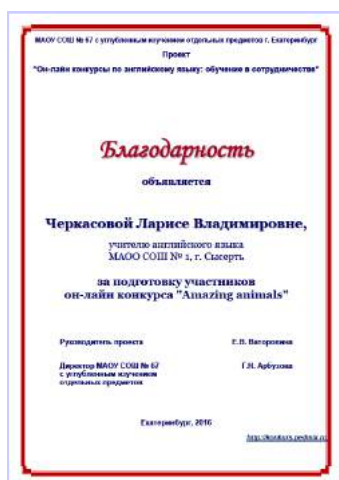 МАОУ СОШ № 67 с углубленным изучением отдельных предметов г. Екатеринбург
Проект
"Он-лайн конкурсы по английскому языку: обучение в сотрудничестве"
Благодарность
объявляется
Черкасовой Ларисе Владимировне,
учителю английского языка
МАОО СОШ № 1, г. Сысерть
за подготовку участников
он-лайн конкурса "Amazing animals"
Руководитель проекта Е.В. Вагоровина
Директор МАОУ СОШ № 67 Г.Н. Арбузова
с углубленным изучением
отдельных предметов
Екатеринбург, 2016